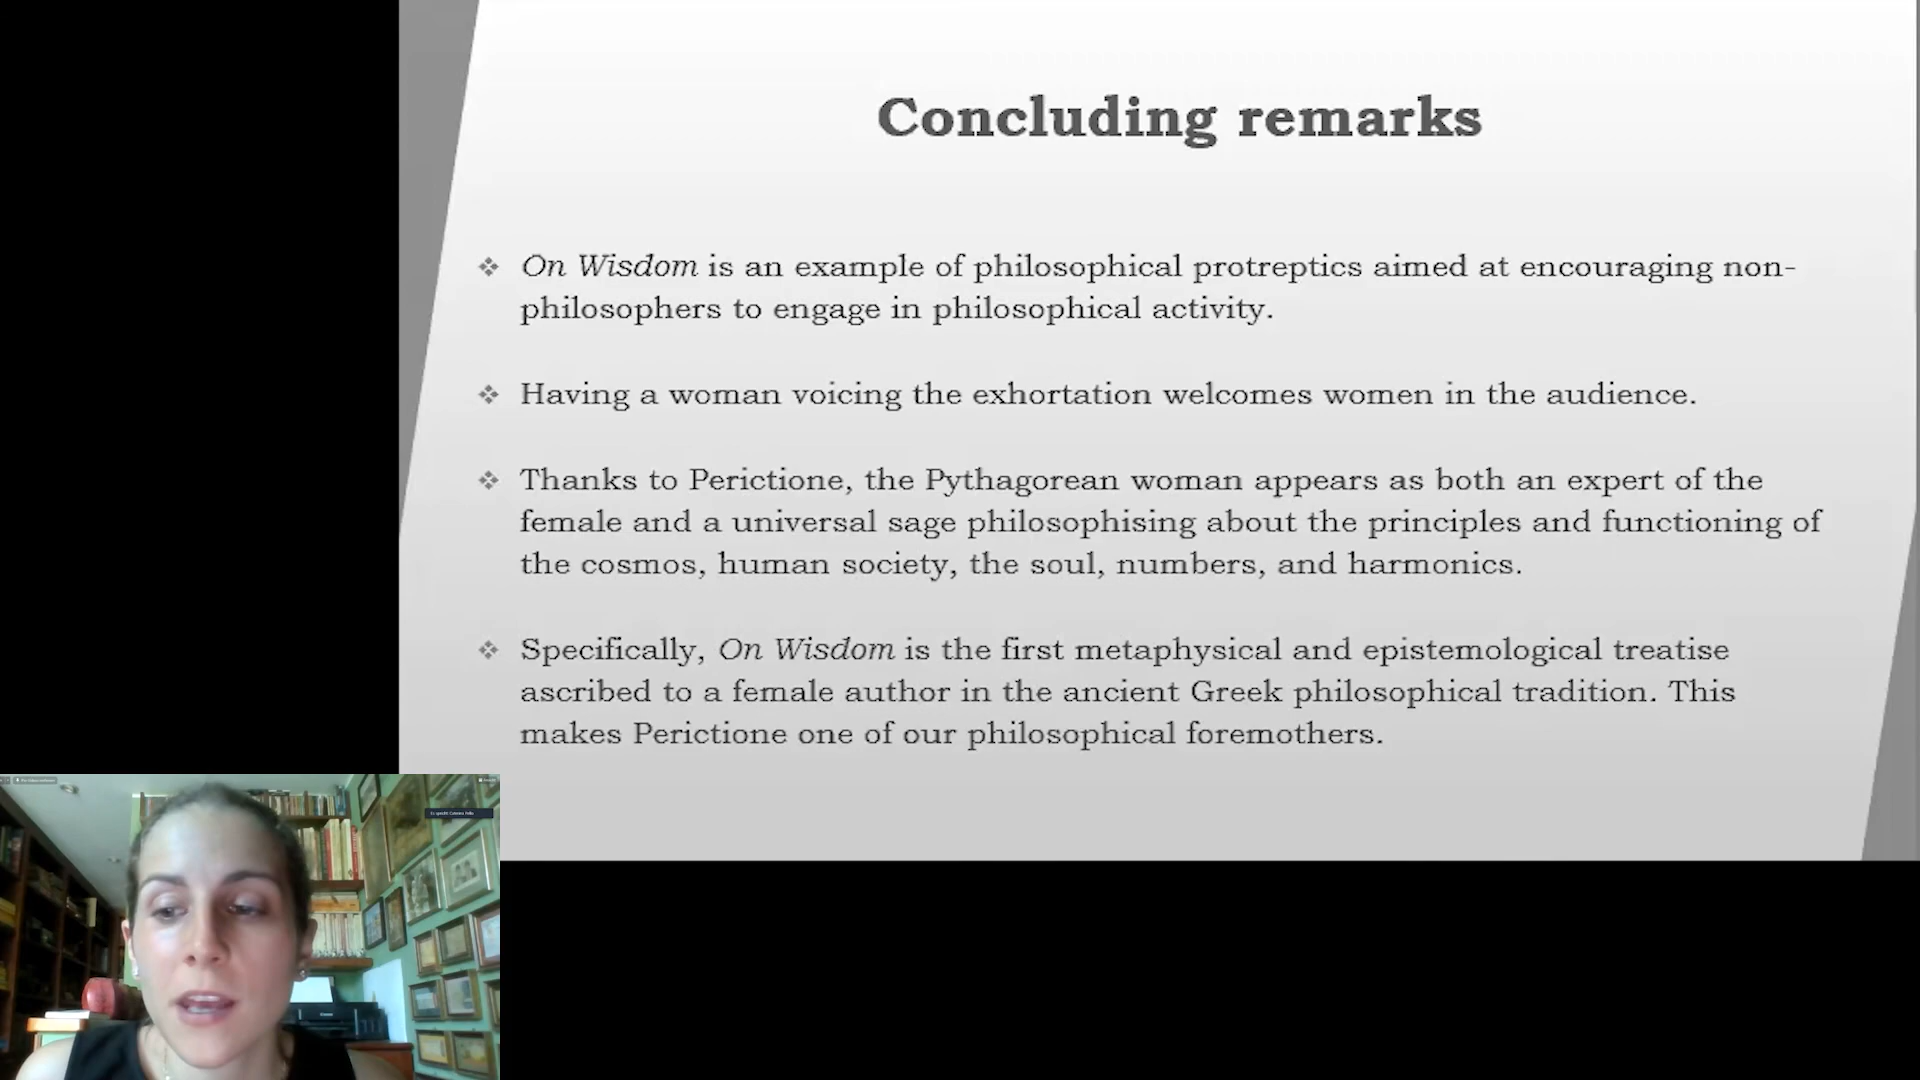 Concluding remarks
❖ On Wisdom is an example of philosophical protreptics aimed at encouraging non-
philosophers to engage in philosophical activity.
❖ Having a woman voicing the exhortation welcomes women in the audience.
❖ Thanks to Perictione, the Pythagorean woman appears as both an expert of the
female and a universal sage philosophising about the principles and functioning of
the cosmos, human society, the soul, numbers, and harmonics.
❖ Specifically, On Wisdom is the first metaphysical and epistemological treatise
ascribed to a female author in the ancient Greek philosophical tradition. This
makes Perictione one of our philosophical foremothers.